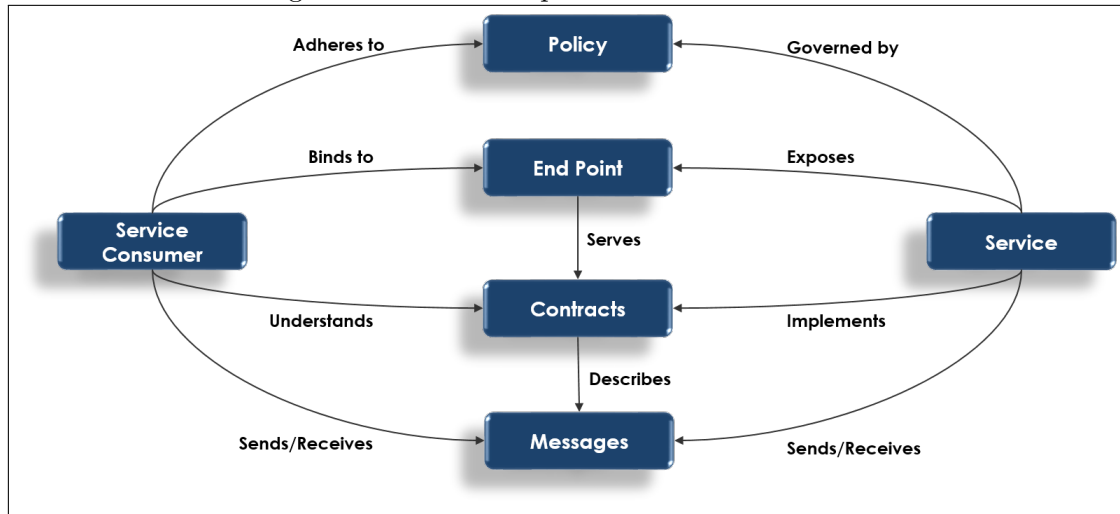 Adheres to
Policy
Governed by
Binds to
End Point
Exposes
Service
Consumer
Serves
Service
Understands
Contracts
Implements
Describes
Sends/Receives
Messages
Sends/Receives